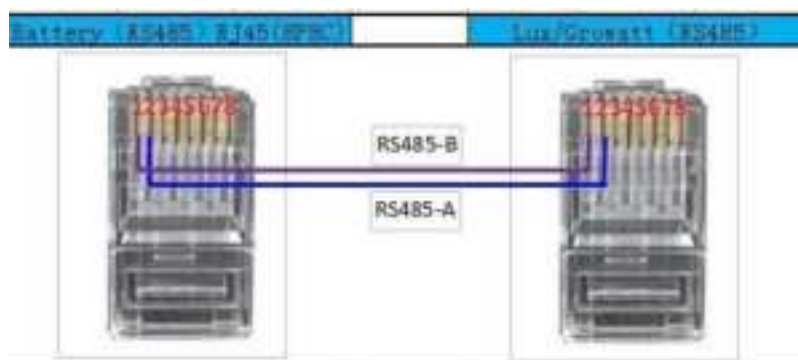 Battery (RS485) RJ45(8P8C)
Lux/Growatt (RS485)
12345678
12345678
RS485-B
RS485-A